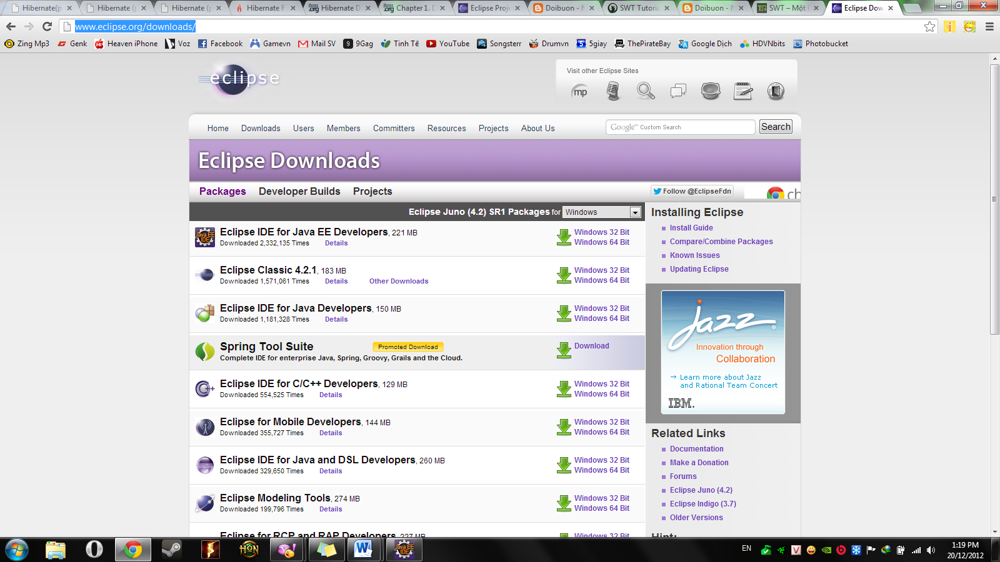 Hibernate(p
Hibernate (p
Hibernate (p
Hibernate F
Hibernate D
Chapter 1. D
Eclipse Proj
Doibuon - N
SWT Tutoria
Doibuon - N
SWT – Một
Eclipse Dow
www.eclipse.org/downloads/
Zing Mp3
Genk
Heaven iPhone
Voz
Facebook
Gamevn
Mail SV
9Gag
Tinh Tế
YouTube
Songsterr
Drumvn
5giay
ThePirateBay
Google Dịch
HDVNbits
Photobucket
eclipse
Visit other Eclipse Sites
mp
Home
Downloads
Users
Members
Committers
Resources
Projects
About Us
Google™ Custom Search
Search
Eclipse Downloads
Packages
Developer Builds
Projects
Follow @EclipseFdn
ch
Eclipse Juno (4.2) SR1 Packages for Windows
Java EE IDE
Eclipse IDE for Java EE Developers, 221 MB
Downloaded 2,332,135 Times Details
Windows 32 Bit
Windows 64 Bit
Eclipse Classic 4.2.1, 183 MB
Downloaded 1,571,061 Times Details Other Downloads
Windows 32 Bit
Windows 64 Bit
Eclipse IDE for Java Developers, 150 MB
Downloaded 1,181,328 Times Details
Windows 32 Bit
Windows 64 Bit
Spring Tool Suite Promoted Download
Complete IDE for enterprise Java, Spring, Groovy, Grails and the Cloud.
Download
Eclipse IDE for C/C++ Developers, 129 MB
Downloaded 554,525 Times Details
Windows 32 Bit
Windows 64 Bit
Eclipse for Mobile Developers, 144 MB
Downloaded 355,727 Times Details
Windows 32 Bit
Windows 64 Bit
Eclipse IDE for Java and DSL Developers, 260 MB
Downloaded 329,650 Times Details
Windows 32 Bit
Windows 64 Bit
Eclipse Modeling Tools, 274 MB
Downloaded 199,796 Times Details
Windows 32 Bit
Windows 64 Bit
Eclipse for RCP and RAP Developers, 227 MB
Windows 32 Bit
Installing Eclipse
Install Guide
Compare/Combine Packages
Known Issues
Updating Eclipse
Jazz
Innovation through
Collaboration
Learn more about Jazz
and Rational Team Concert
IBM.
Related Links
Documentation
Make a Donation
Forums
Eclipse Juno (4.2)
Eclipse Indigo (3.7)
Older Versions
Hint:
HON
Java EE IDE
EN
1:19 PM
20/12/2012